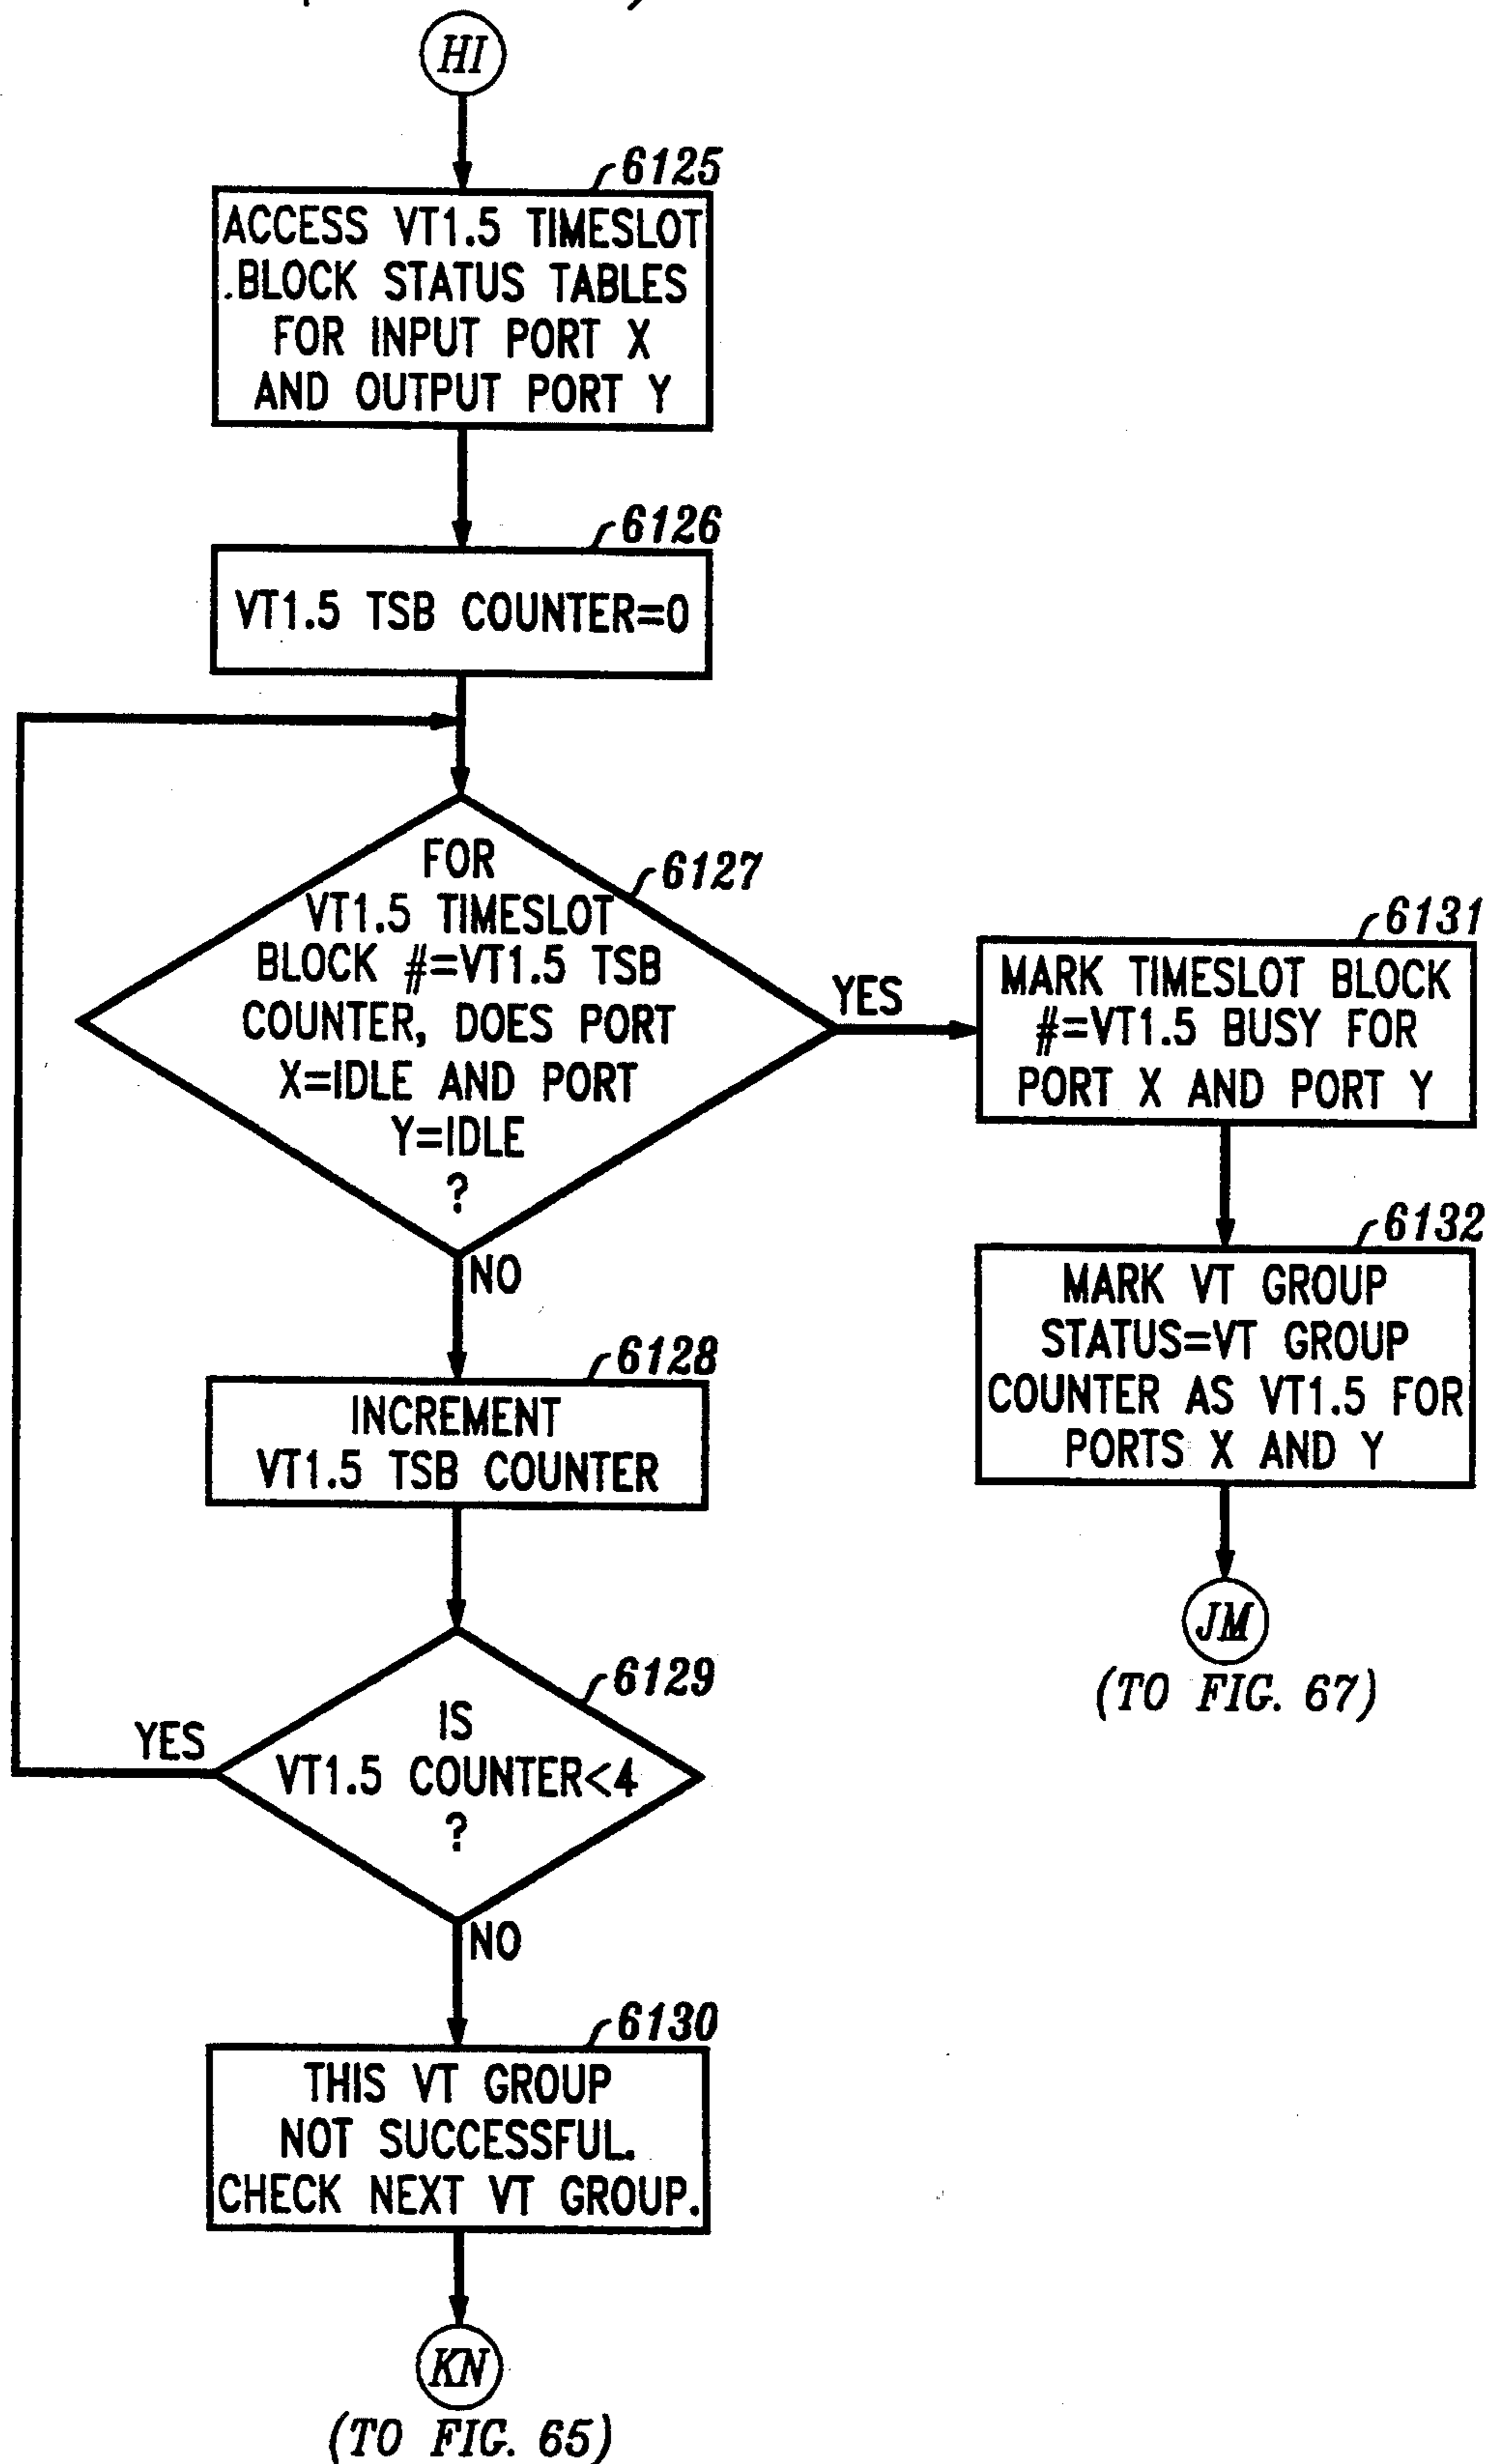 HI
6125
ACCESS VT1.5 TIMESLOT
BLOCK STATUS TABLES
FOR INPUT PORT X
AND OUTPUT PORT Y
6126
VT1.5 TSB COUNTER=0
6127
FOR
VT1.5 TIMESLOT
BLOCK #=VT1.5 TSB
COUNTER, DOES PORT
X=IDLE AND PORT
Y=IDLE
?
YES
NO
6131
MARK TIMESLOT BLOCK
#=VT1.5 BUSY FOR
PORT X AND PORT Y
6132
MARK VT GROUP
STATUS=VT GROUP
COUNTER AS VT1.5 FOR
PORTS X AND Y
JM
(TO FIG. 67)
6128
INCREMENT
VT1.5 TSB COUNTER
6129
IS
VT1.5 COUNTER<4
?
YES
NO
6130
THIS VT GROUP
NOT SUCCESSFUL.
CHECK NEXT VT GROUP.
KN
(TO FIG. 65)